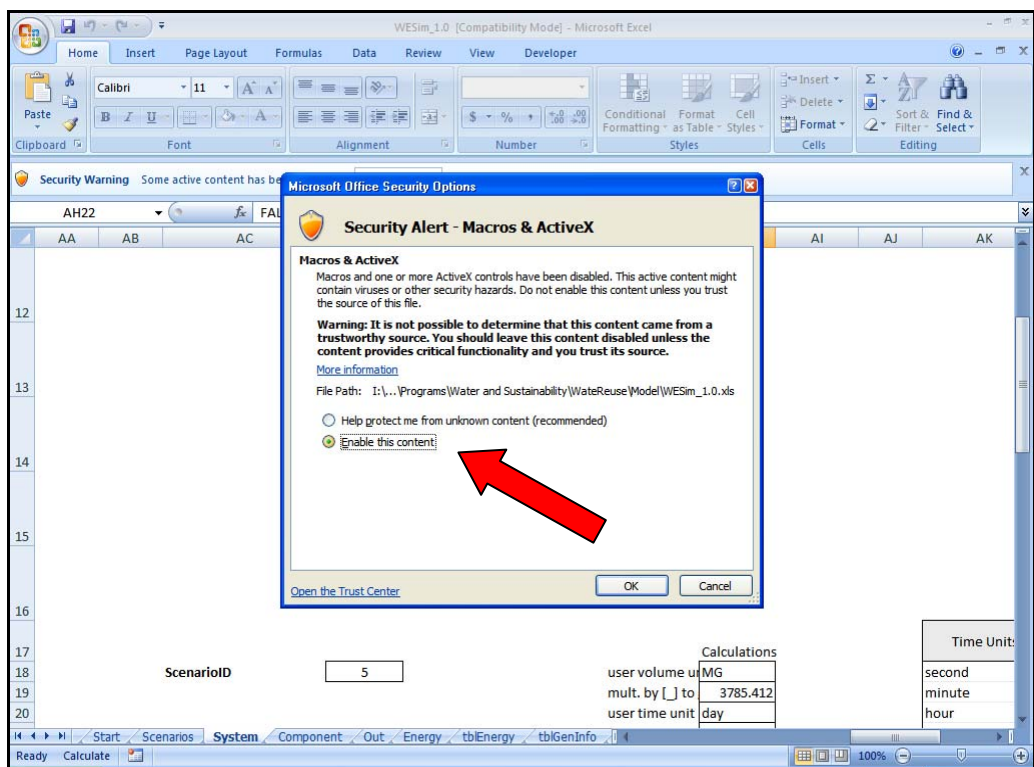 WESim_1.0 [Compatibility Mode] - Microsoft Excel
Home Insert Page Layout Formulas Data Review View Developer
Paste
Calibri 11 A A
B I U A
$ % , .0 .00 .00 .0
Conditional Formatting Format as Table Cell Styles
Insert
Delete
Format
Σ
Sort & Filter Find & Select
Clipboard Font Alignment Number Styles Cells Editing
Security Warning Some active content has be
AH22 fx FAL
AA AB AC AI AJ AK
Microsoft Office Security Options
Security Alert - Macros & ActiveX
Macros & ActiveX
Macros and one or more ActiveX controls have been disabled. This active content might
contain viruses or other security hazards. Do not enable this content unless you trust
the source of this file.
Warning: It is not possible to determine that this content came from a
trustworthy source. You should leave this content disabled unless the
content provides critical functionality and you trust its source.
More information
File Path: I:\...\Programs\Water and Sustainability\WateReuse\Model\WESim_1.0.xls
Help protect me from unknown content (recommended)
Enable this content
Open the Trust Center OK Cancel
12
13
14
15
16
17 Calculations Time Unit
18 ScenarioID 5 user volume u MG second
19 mult. by [_] to 3785.412 minute
20 user time unit day hour
Start Scenarios System Component Out Energy tblEnergy tblGenInfo
Ready Calculate 100%